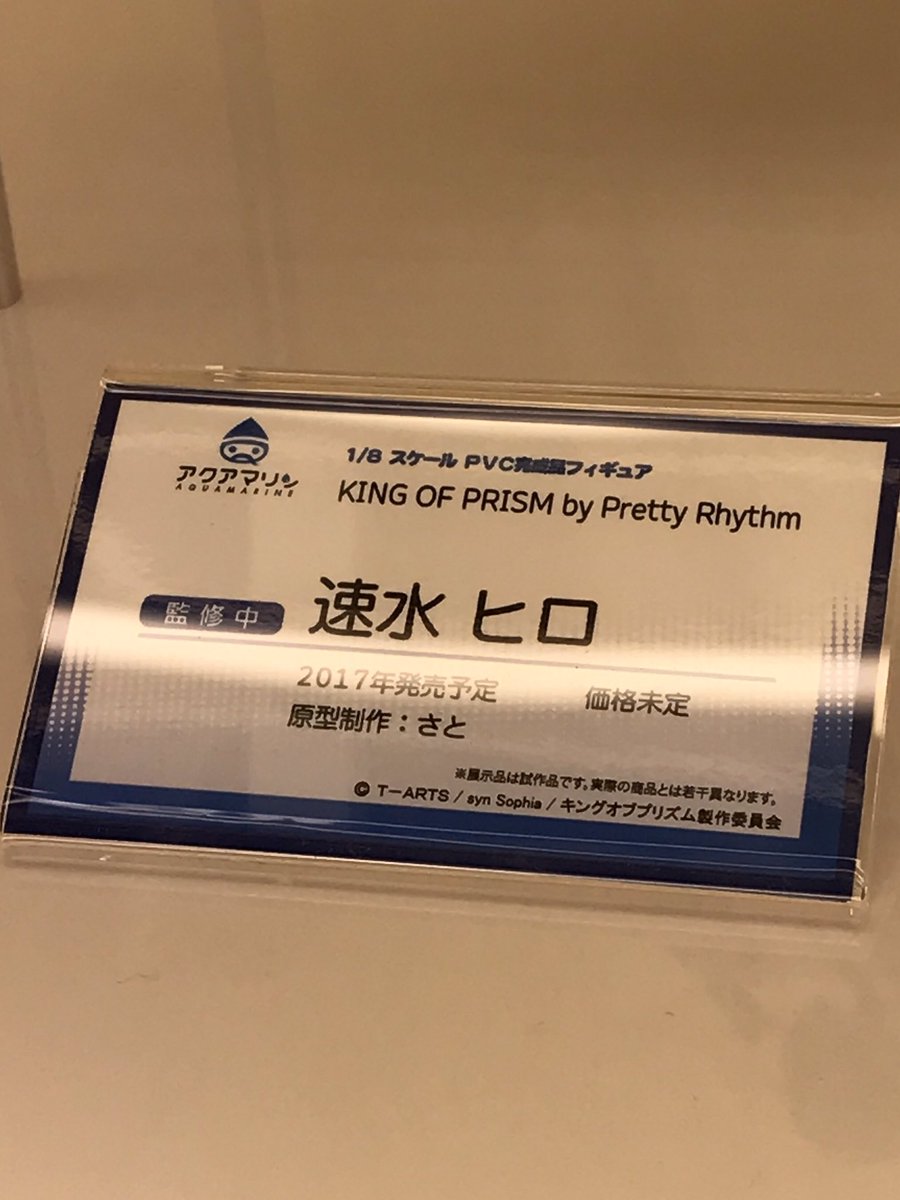 アクアマリン
AQUAMARINE
1/8 スケール PVC完成品フィギュア
KING OF PRISM by Pretty Rhythm
監修中
速水 ヒロ
2017年発売予定 価格未定
原型制作：さと
※展示品は試作品です。実際の商品とは若干異なります。
© T-ARTS / syn Sophia / キングオブプリズム製作委員会